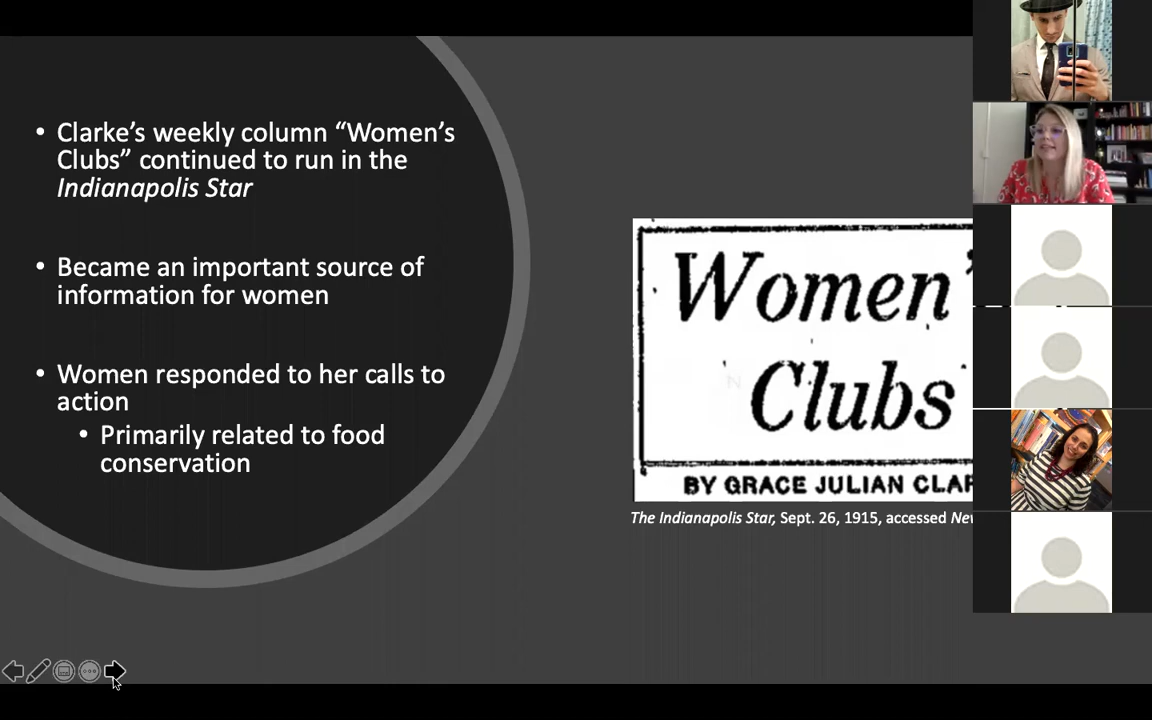 • Clarke’s weekly column “Women’s
Clubs” continued to run in the
Indianapolis Star
• Became an important source of
information for women
• Women responded to her calls to
action
• Primarily related to food
conservation
Women'
Clubs
BY GRACE JULIAN
The Indianapolis Star, Sept. 26, 1915, accessed